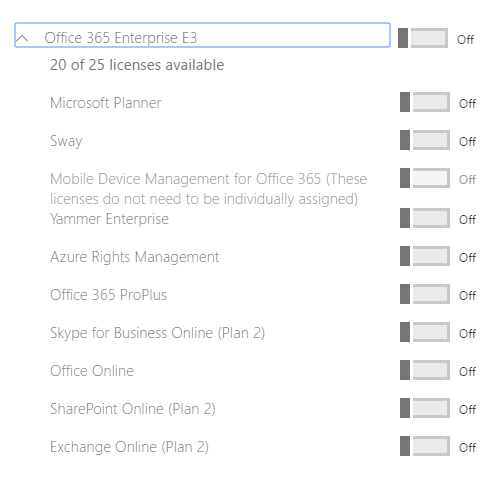 Office 365 Enterprise E3 Off
20 of 25 licenses available
Microsoft Planner Off
Sway Off
Mobile Device Management for Office 365 (These Off
licenses do not need to be individually assigned)
Yammer Enterprise Off
Azure Rights Management Off
Office 365 ProPlus Off
Skype for Business Online (Plan 2) Off
Office Online Off
SharePoint Online (Plan 2) Off
Exchange Online (Plan 2) Off